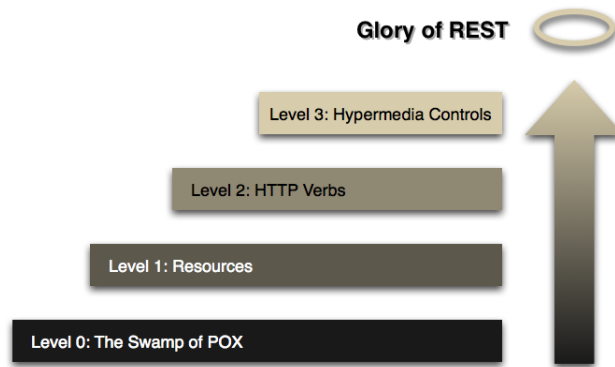 Glory of REST
Level 3: Hypermedia Controls
Level 2: HTTP Verbs
Level 1: Resources
Level 0: The Swamp of POX